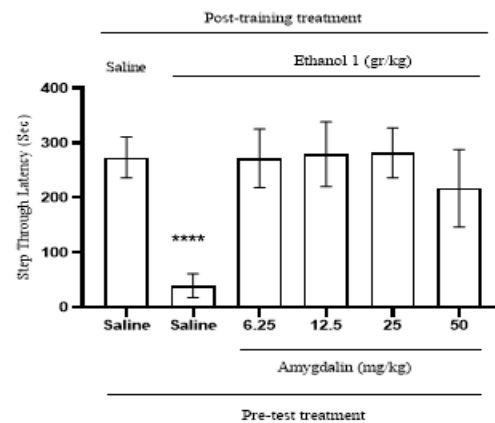 Post-training treatment
Saline
Ethanol 1 (gr/kg)
400
300
200
100
0
Step Through Latency (Sec)
****
Saline Saline 6.25 12.5 25 50
Amygdalin (mg/kg)
Pre-test treatment